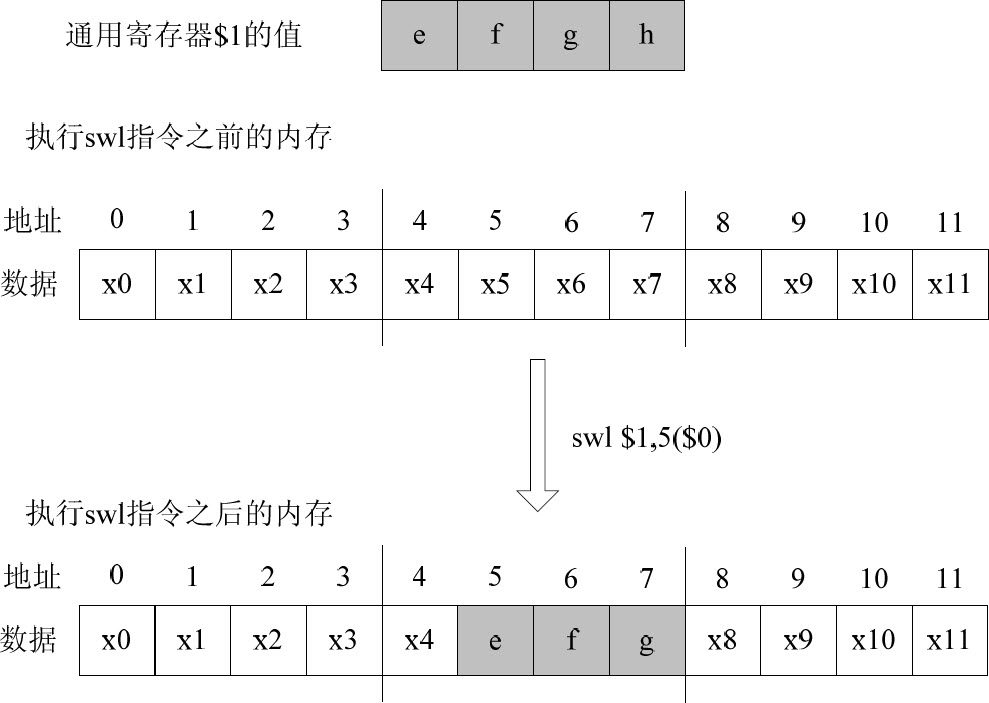 通用寄存器$1的值 e f g h
执行swl指令之前的内存
地址 0 1 2 3 4 5 6 7 8 9 10 11
数据 x0 x1 x2 x3 x4 x5 x6 x7 x8 x9 x10 x11
swl $1,5($0)
执行swl指令之后的内存
地址 0 1 2 3 4 5 6 7 8 9 10 11
数据 x0 x1 x2 x3 x4 e f g x8 x9 x10 x11